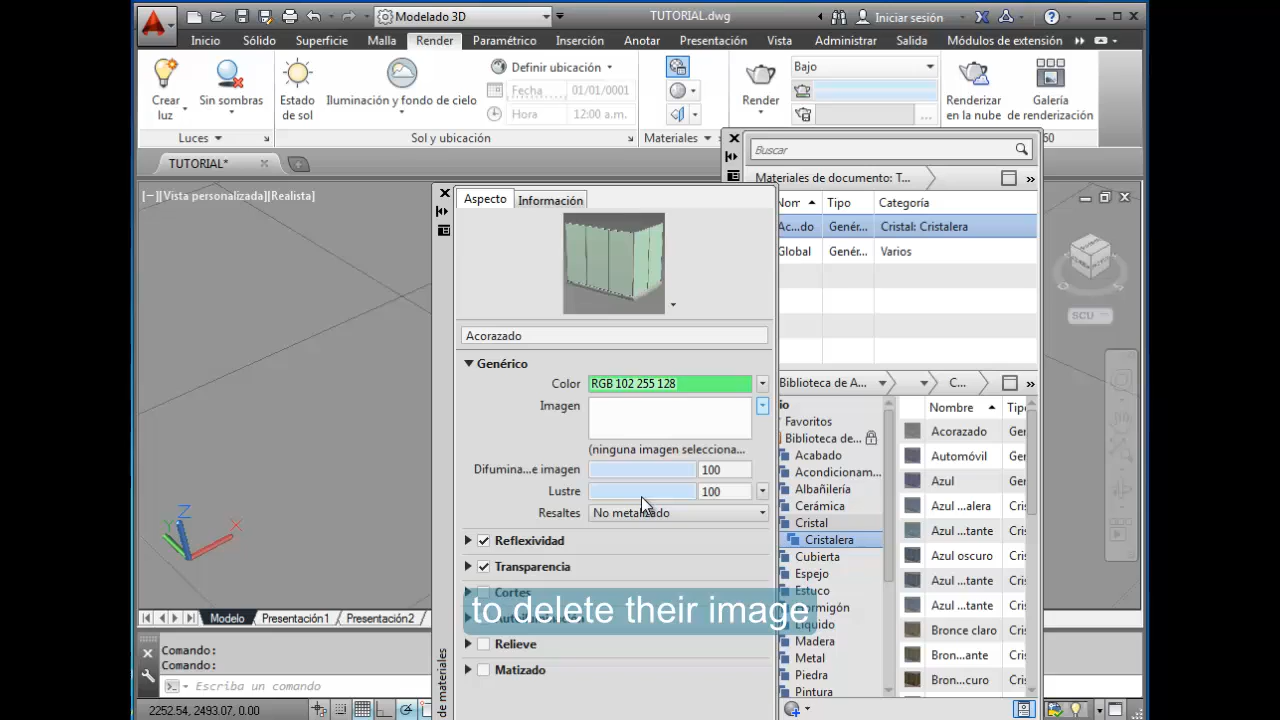 Modelado 3D
TUTORIAL.dwg
Iniciar sesión
Inicio
Sólido
Superficie
Malla
Render
Paramétrico
Inserción
Anotar
Presentación
Vista
Administrar
Salida
Módulos de extensión
Crear luz
Sin sombras
Estado de sol
Iluminación y fondo de cielo
Definir ubicación
Fecha 01/01/0001
Hora 12:00 a.m.
Render
Bajo
Renderizar en la nube
Galería de renderización
Luces
Sol y ubicación
Materiales
60
TUTORIAL*
[−][Vista personalizada][Realista]
Buscar
Materiales de documento: T...
Tipo
Categoría
Ac...do Genér... Cristal: Cristalera
Global Genér... Varios
SCU
Aspecto
Información
Acorazado
Genérico
Color RGB 102 255 128
Imagen
(ninguna imagen selecciona...
Difumina...e imagen 100
Lustre 100
Resaltes No metalizado
Reflexividad
Transparencia
Cortes
to delete their image
Relieve
Matizado
Biblioteca de A...
C...
Favoritos
Biblioteca de...
Acabado
Acondicionam...
Albañilería
Cerámica
Cristal
Cristalera
Cubierta
Espejo
Estuco
Madera
Metal
Piedra
Pintura
Nombre
Acorazado
Automóvil
Azul
Azul ...alera
Azul ...tante
Azul oscuro
Azul ...tante
Azul ...tante
Bronce claro
Bron...ante
Bron...curo
X
Y
Z
Modelo
Presentación1
Presentación2
Comando:
Comando:
Escriba un comando
de materiales
2252.54, 2493.07, 0.00